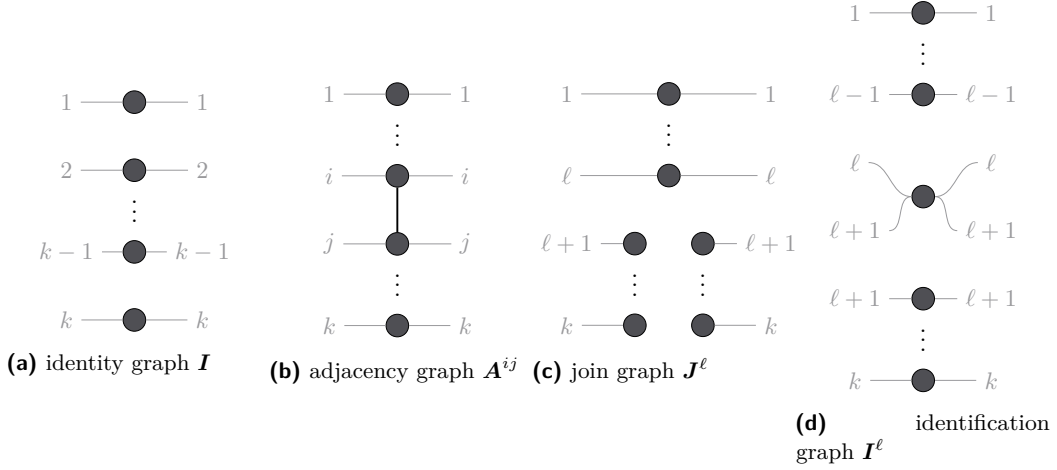 1 1
2 2
⋮
k − 1 k − 1
k k
(a) identity graph I
1 1
⋮
i i
j j
⋮
k k
(b) adjacency graph A^{ij}
1 1
⋮
ℓ ℓ
ℓ + 1 ℓ + 1
⋮ ⋮
k k
(c) join graph J^ℓ
1 1
⋮
ℓ − 1 ℓ − 1
ℓ ℓ
ℓ + 1 ℓ + 1
ℓ + 1 ℓ + 1
⋮
k k
(d) identification
graph I^ℓ